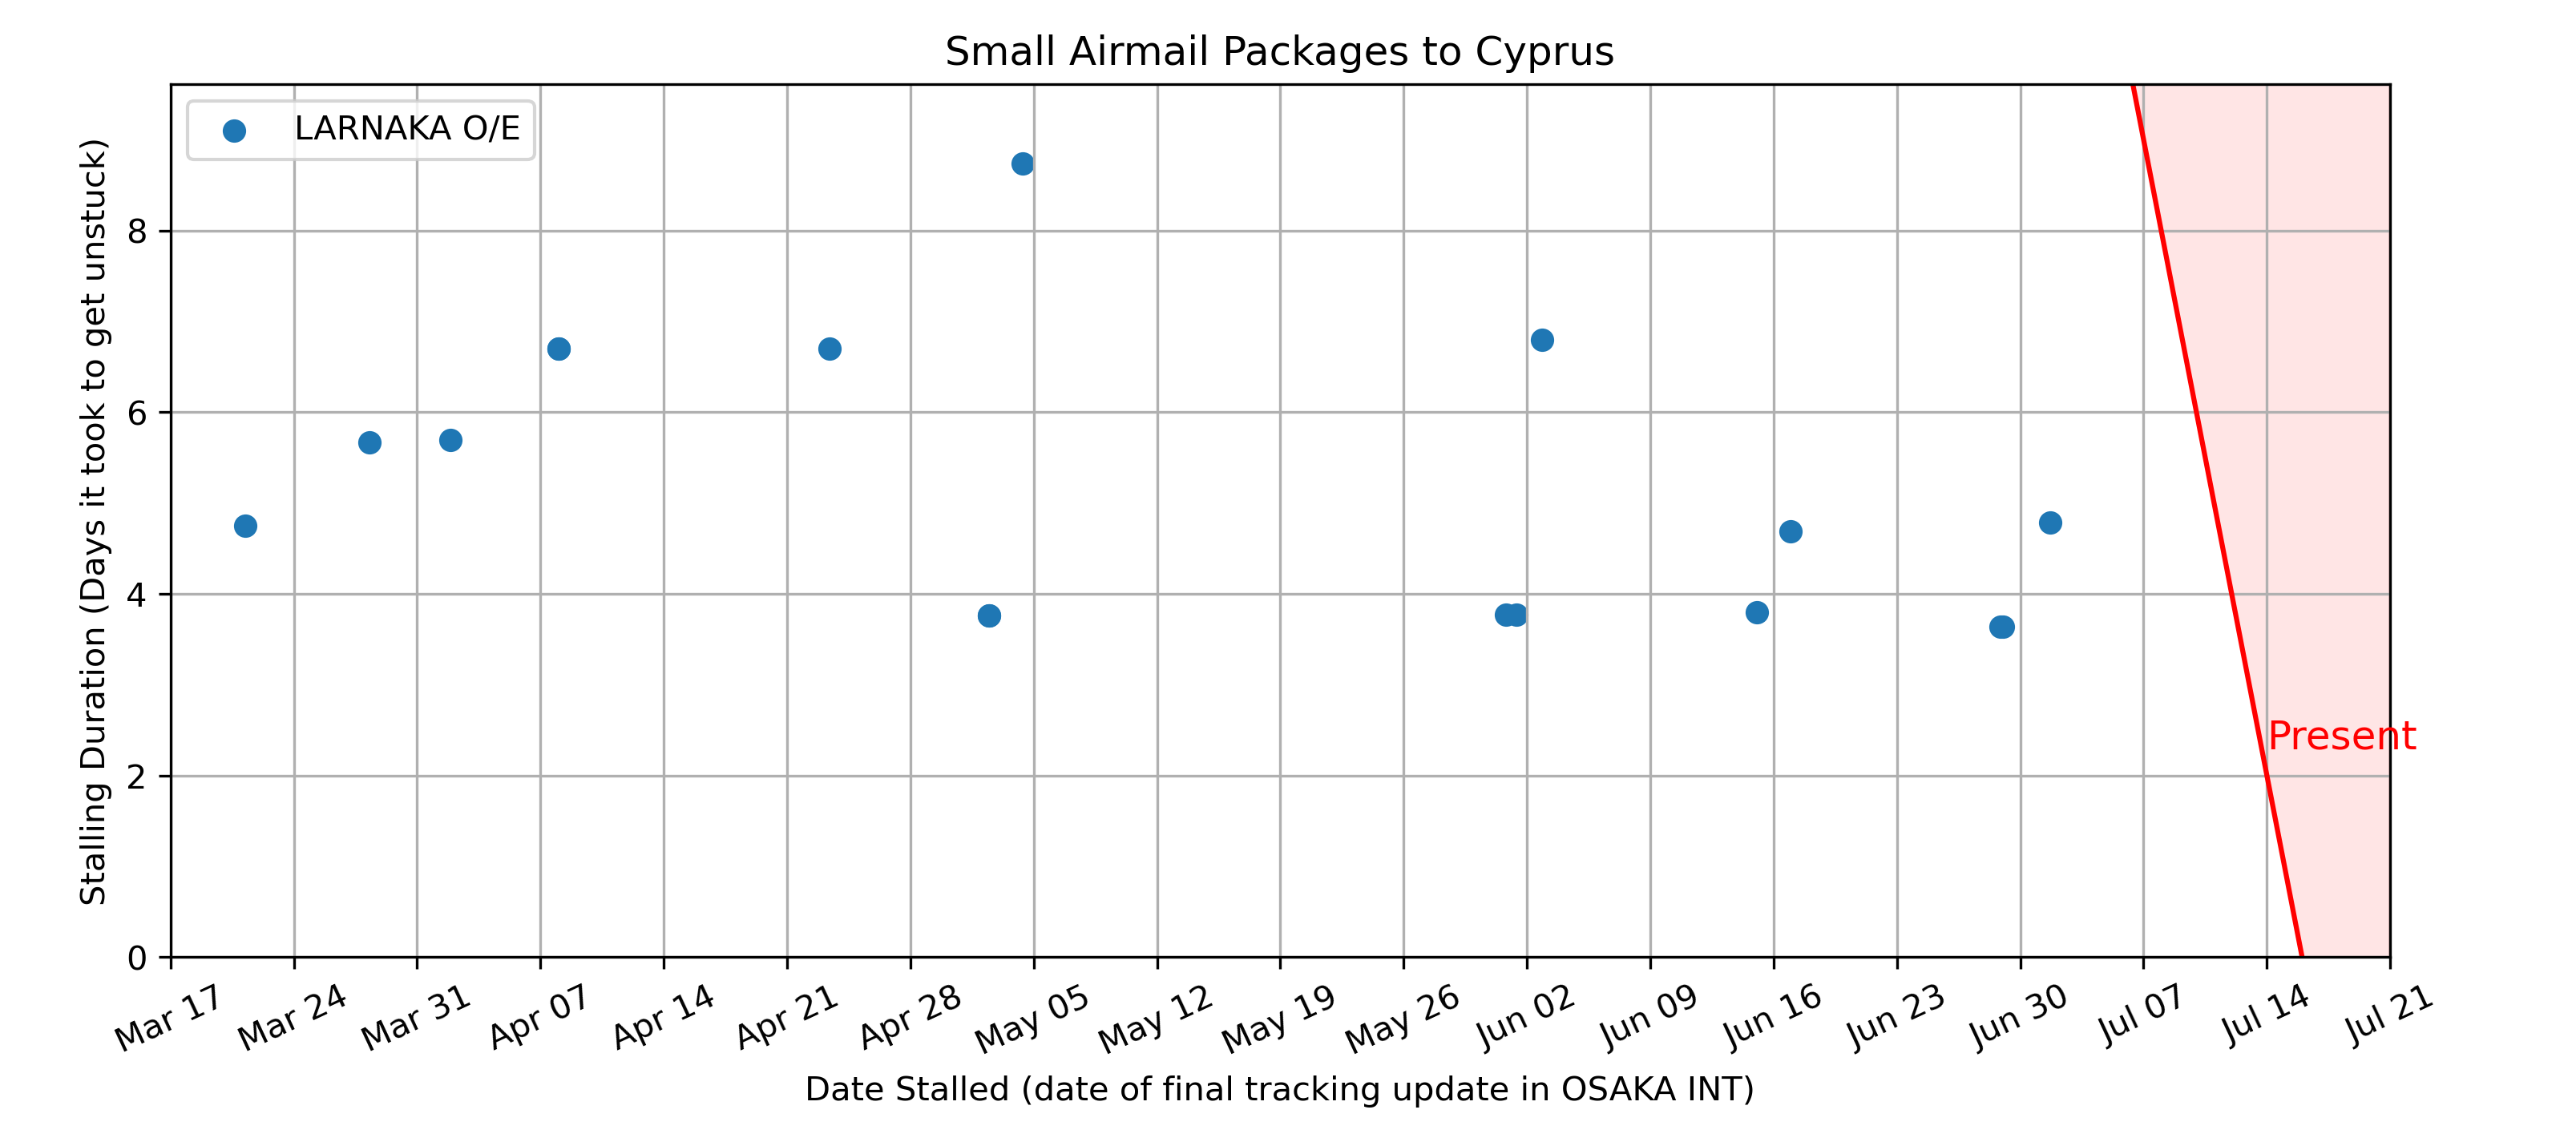 Small Airmail Packages to Cyprus
LARNAKA O/E
Stalling Duration (Days it took to get unstuck)
8
6
4
2
0
Present
Mar 17
Mar 24
Mar 31
Apr 07
Apr 14
Apr 21
Apr 28
May 05
May 12
May 19
May 26
Jun 02
Jun 09
Jun 16
Jun 23
Jun 30
Jul 07
Jul 14
Jul 21
Date Stalled (date of final tracking update in OSAKA INT)